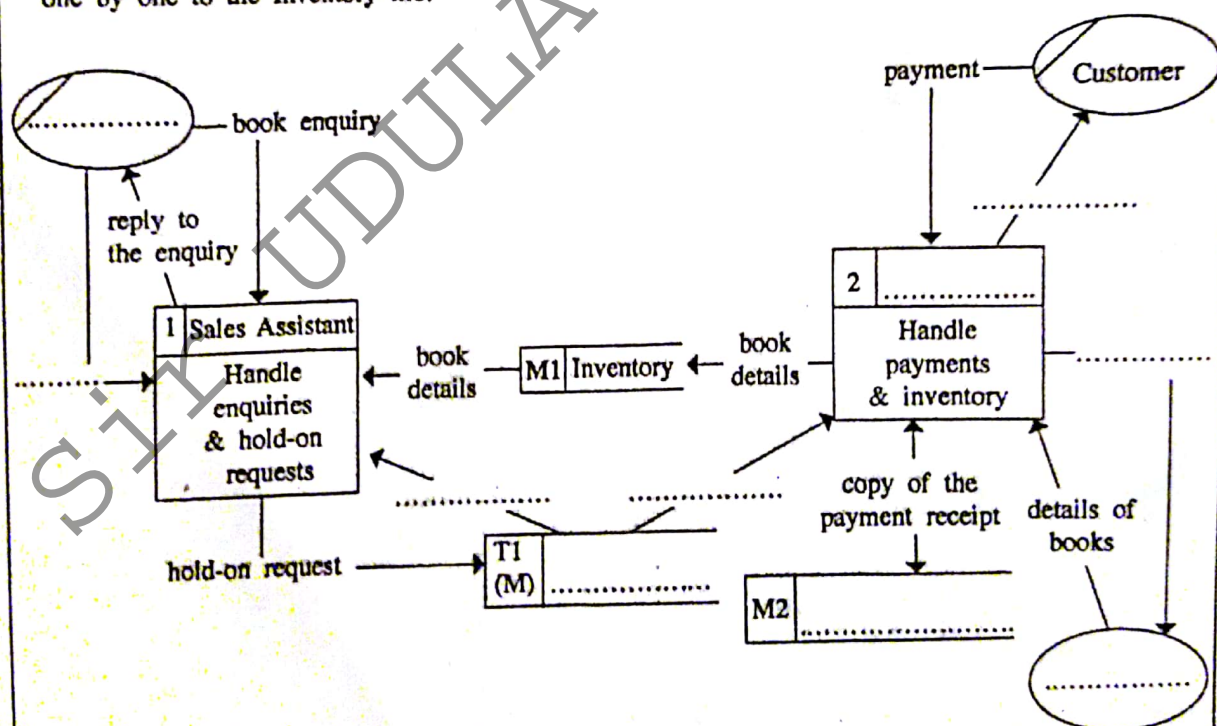 one by one to the inventory file.
payment
Customer
book enquiry
reply to
the enquiry
1 Sales Assistant
Handle
enquiries
& hold-on
requests
book
details
M1 Inventory
book
details
2
Handle
payments
& inventory
copy of the
payment receipt
details of
books
hold-on request
T1
(M)
M2
Sir UDULA